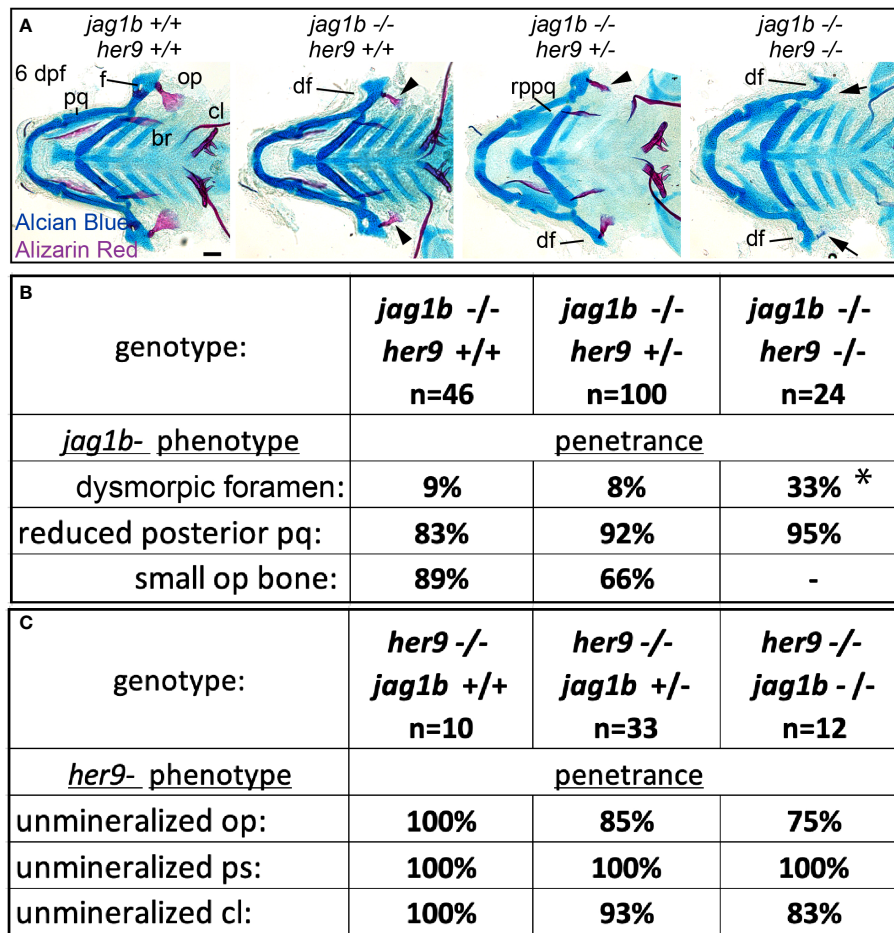 A
jag1b +/+
her9 +/+
jag1b -/-
her9 +/+
jag1b -/-
her9 +/-
jag1b -/-
her9 -/-
6 dpf
f
op
pq
cl
br
Alcian Blue
Alizarin Red
df
rppq
df
df
df
B
genotype:
jag1b -/-
her9 +/+
n=46
jag1b -/-
her9 +/-
n=100
jag1b -/-
her9 -/-
n=24
jag1b- phenotype
penetrance
dysmorpic foramen: 9% 8% 33% *
reduced posterior pq: 83% 92% 95%
small op bone: 89% 66% -
C
genotype:
her9 -/-
jag1b +/+
n=10
her9 -/-
jag1b +/-
n=33
her9 -/-
jag1b - /-
n=12
her9- phenotype
penetrance
unmineralized op: 100% 85% 75%
unmineralized ps: 100% 100% 100%
unmineralized cl: 100% 93% 83%